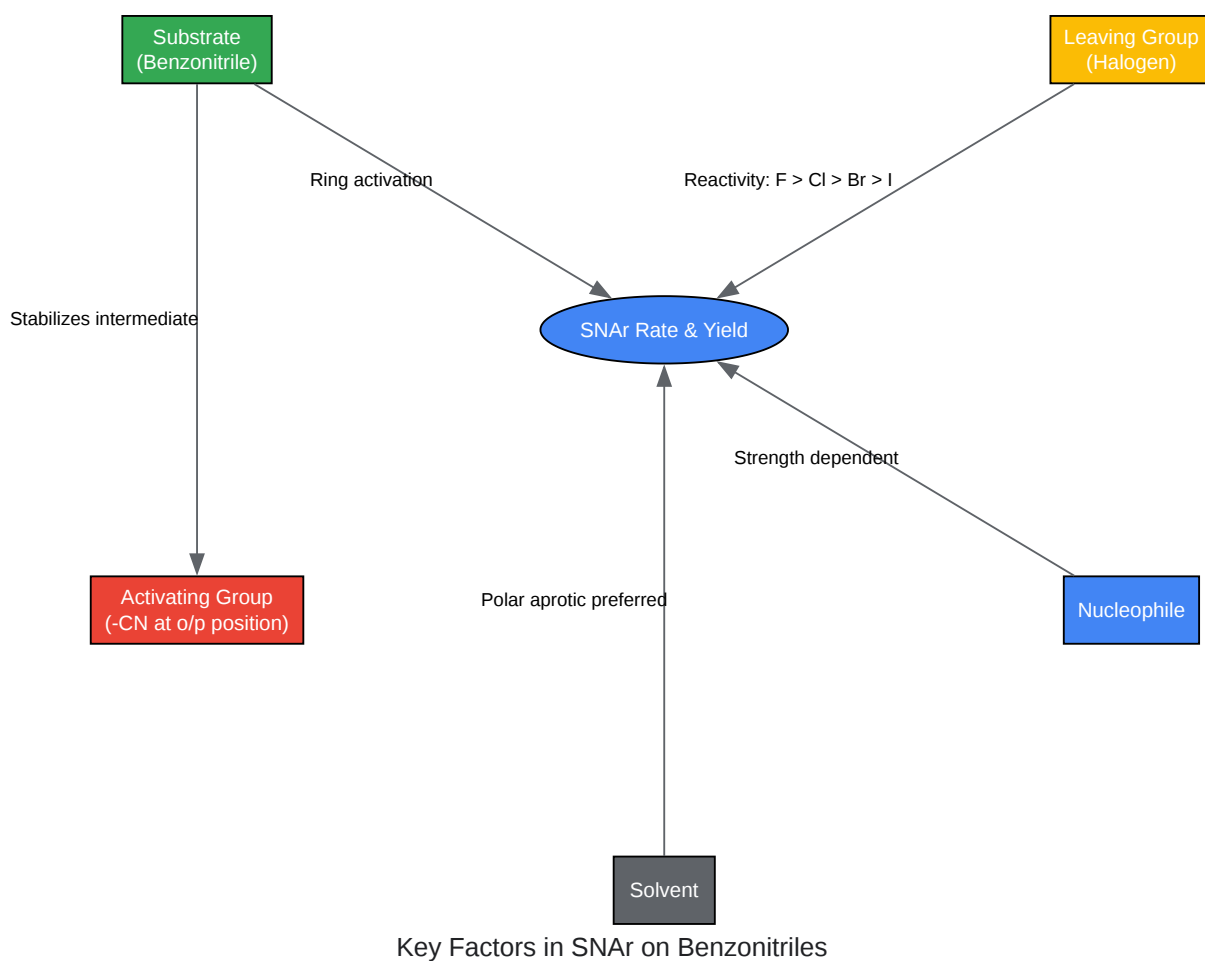 Substrate
(Benzonitrile)
Leaving Group
(Halogen)
Ring activation
Reactivity: F > Cl > Br > I
Stabilizes intermediate
SNAr Rate & Yield
Strength dependent
Polar aprotic preferred
Activating Group
(-CN at o/p position)
Nucleophile
Solvent
Key Factors in SNAr on Benzonitriles